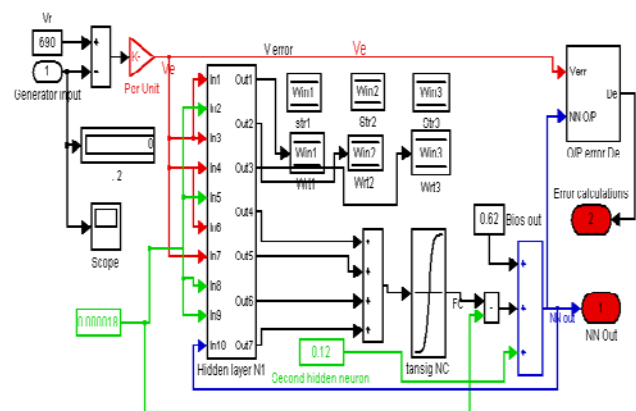 Vr
690
+
-
1
Generator input
K-
Per Unit
Ve
V error
Ve
0
. 2
Scope
0.000018
In1
In2
In3
In4
In5
In6
In7
In8
In9
In10
Out1
Out2
Out3
Out4
Out5
Out6
Out7
Hidden layer N1
Win1
Win2
Win3
str1
Str2
Str3
Win1
Win2
Win3
Wrt1
Wrt2
Wrt3
+
+
+
+
tansig NC
FC
-
0.12
Second hidden neuron
0.62
Bios out
+
+
+
NN out
Verr
NN O/P
De
O/P error De
Error calculations
2
1
NN Out